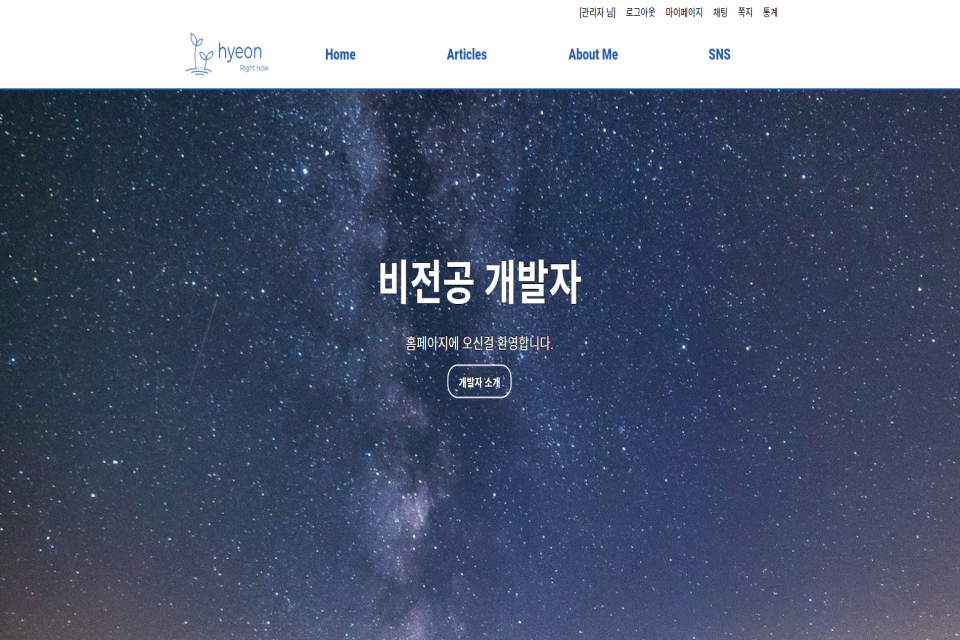 [관리자 님] 로그아웃 마이페이지 채팅 쪽지 통계
hyeon
Right now
Home Articles About Me SNS
비전공 개발자
홈페이지에 오신걸 환영합니다.
개발자 소개